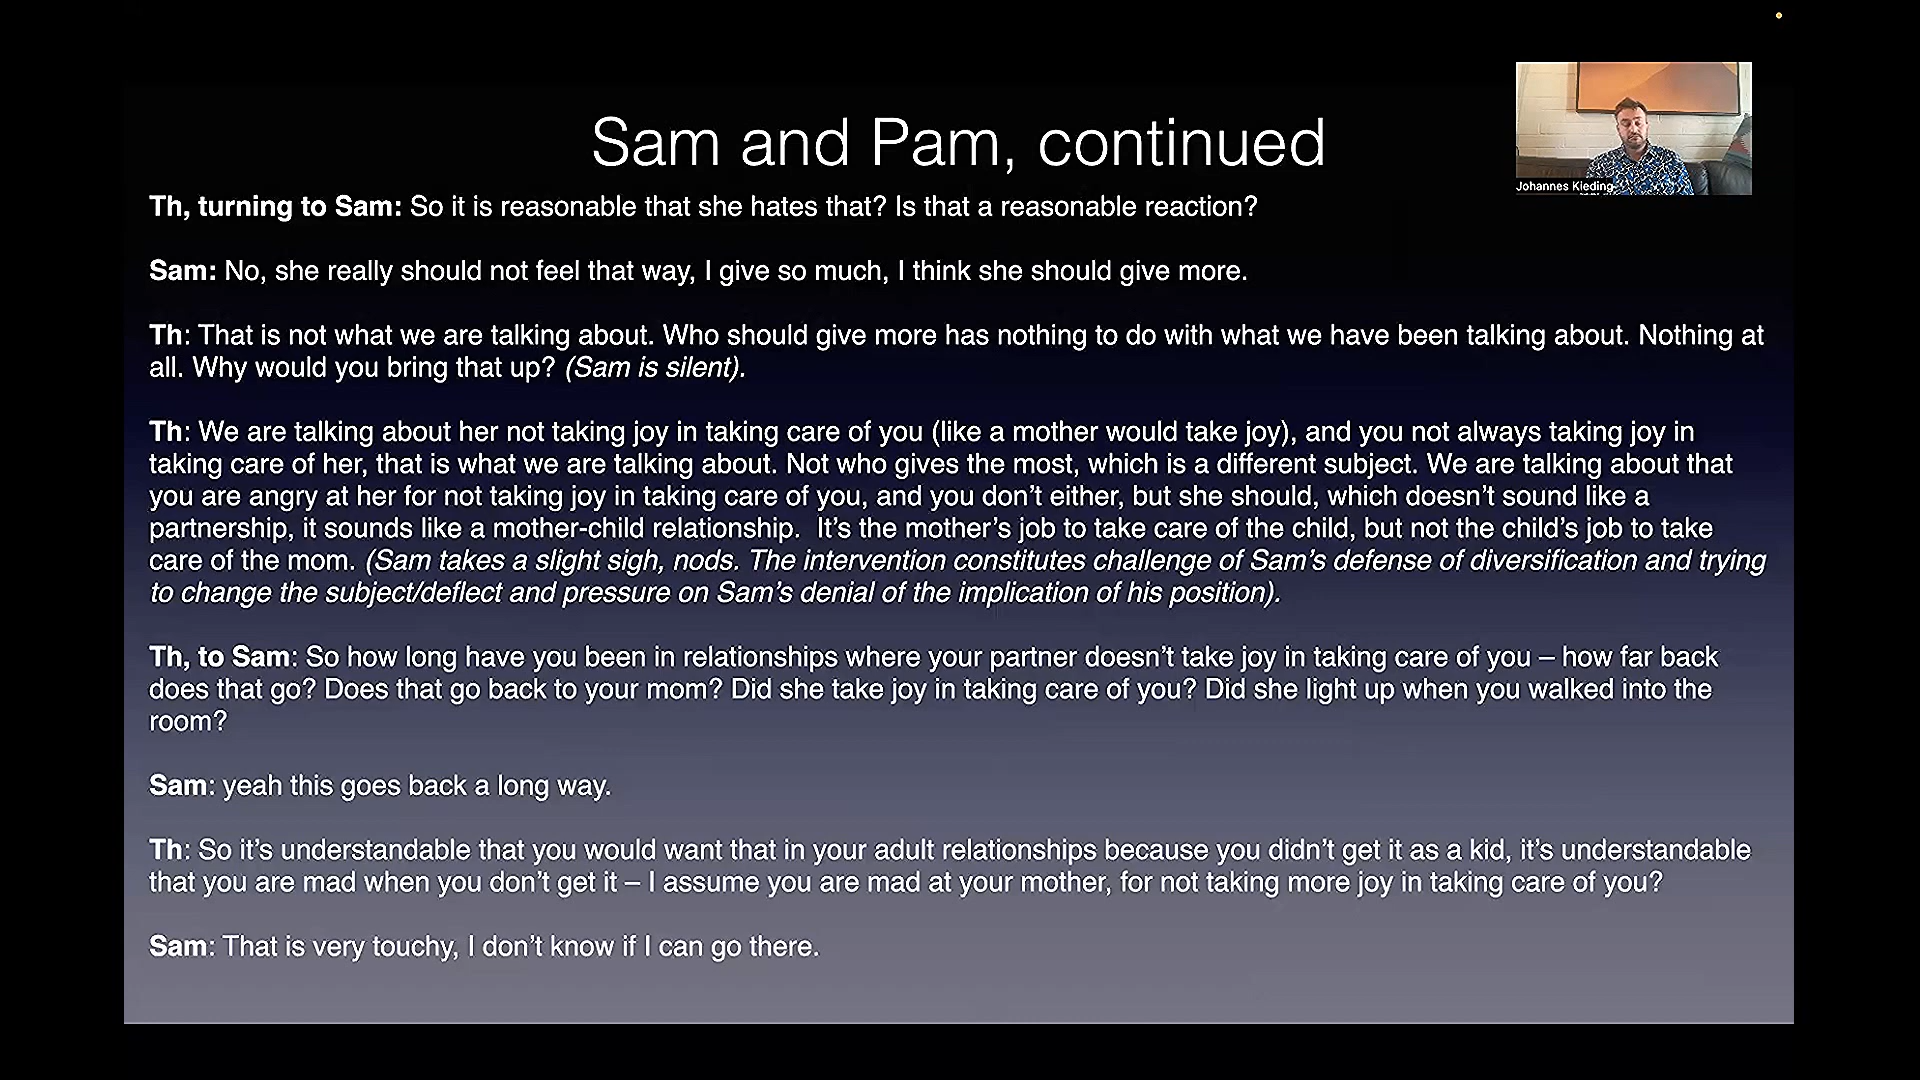 Sam and Pam, continued
Johannes Kieding
Th, turning to Sam: So it is reasonable that she hates that? Is that a reasonable reaction?
Sam: No, she really should not feel that way, I give so much, I think she should give more.
Th: That is not what we are talking about. Who should give more has nothing to do with what we have been talking about. Nothing at
all. Why would you bring that up? (Sam is silent).
Th: We are talking about her not taking joy in taking care of you (like a mother would take joy), and you not always taking joy in
taking care of her, that is what we are talking about. Not who gives the most, which is a different subject. We are talking about that
you are angry at her for not taking joy in taking care of you, and you don’t either, but she should, which doesn’t sound like a
partnership, it sounds like a mother-child relationship.  It’s the mother’s job to take care of the child, but not the child’s job to take
care of the mom. (Sam takes a slight sigh, nods. The intervention constitutes challenge of Sam’s defense of diversification and trying
to change the subject/deflect and pressure on Sam’s denial of the implication of his position).
Th, to Sam: So how long have you been in relationships where your partner doesn’t take joy in taking care of you – how far back
does that go? Does that go back to your mom? Did she take joy in taking care of you? Did she light up when you walked into the
room?
Sam: yeah this goes back a long way.
Th: So it’s understandable that you would want that in your adult relationships because you didn’t get it as a kid, it’s understandable
that you are mad when you don’t get it – I assume you are mad at your mother, for not taking more joy in taking care of you?
Sam: That is very touchy, I don’t know if I can go there.